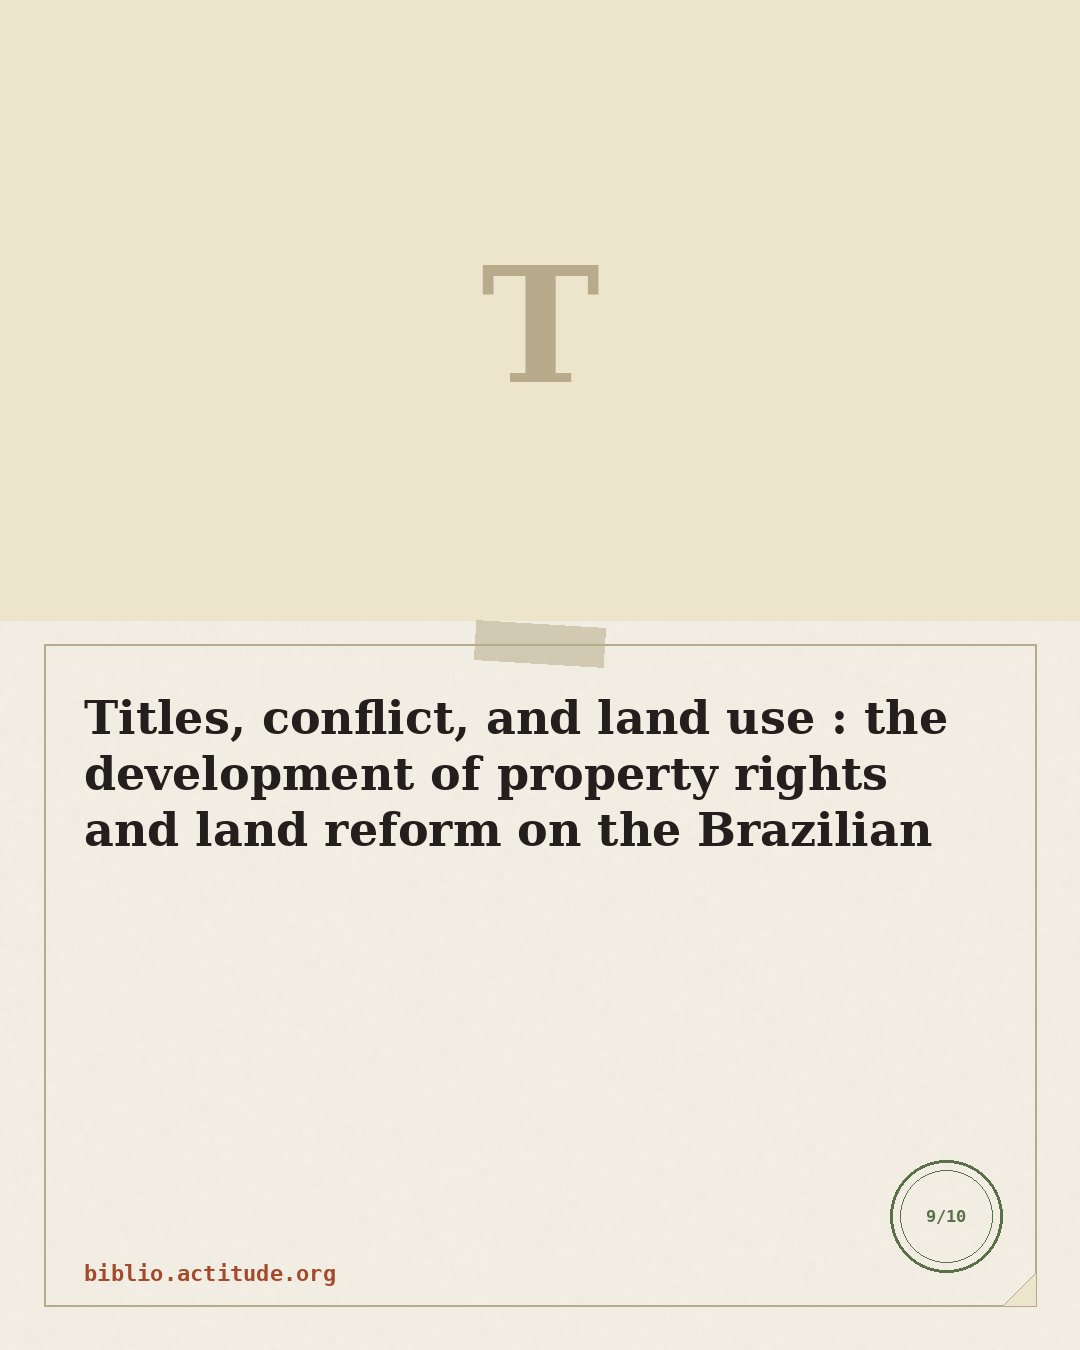 T
Titles, conflict, and land use : the
development of property rights
and land reform on the Brazilian
9/10
biblio.actitude.org